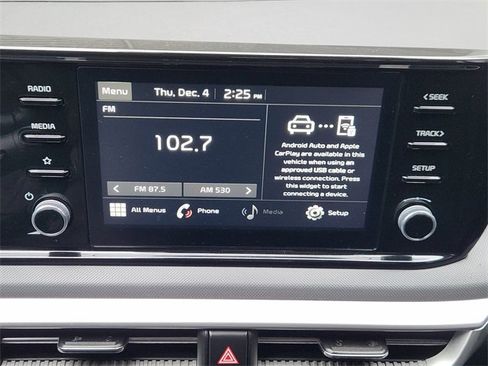 RADIO
MEDIA
Menu Thu, Dec. 4 2:25 PM
FM
102.7
< FM 87.5 AM 530 >
Android Auto and Apple
CarPlay are available in this
vehicle when using an
approved USB cable or
wireless connection. Press
this widget to start
connecting a device.
All Menus Phone Media Setup
<SEEK
TRACK>
SETUP